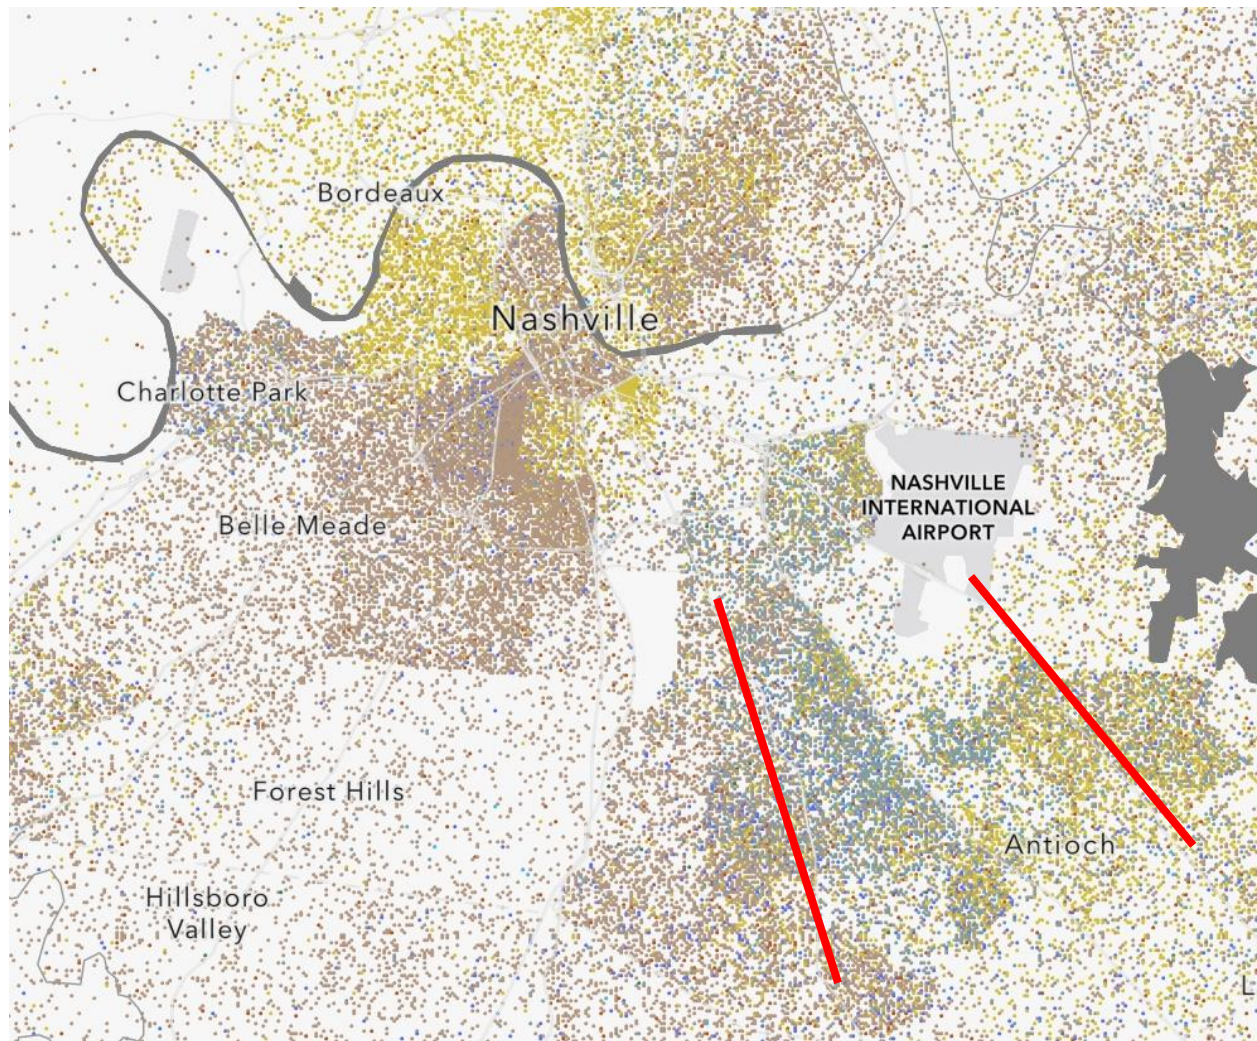 Bordeaux
Nashville
Charlotte Park
NASHVILLE
INTERNATIONAL
AIRPORT
Belle Meade
Forest Hills
Antioch
Hillsboro
Valley
L